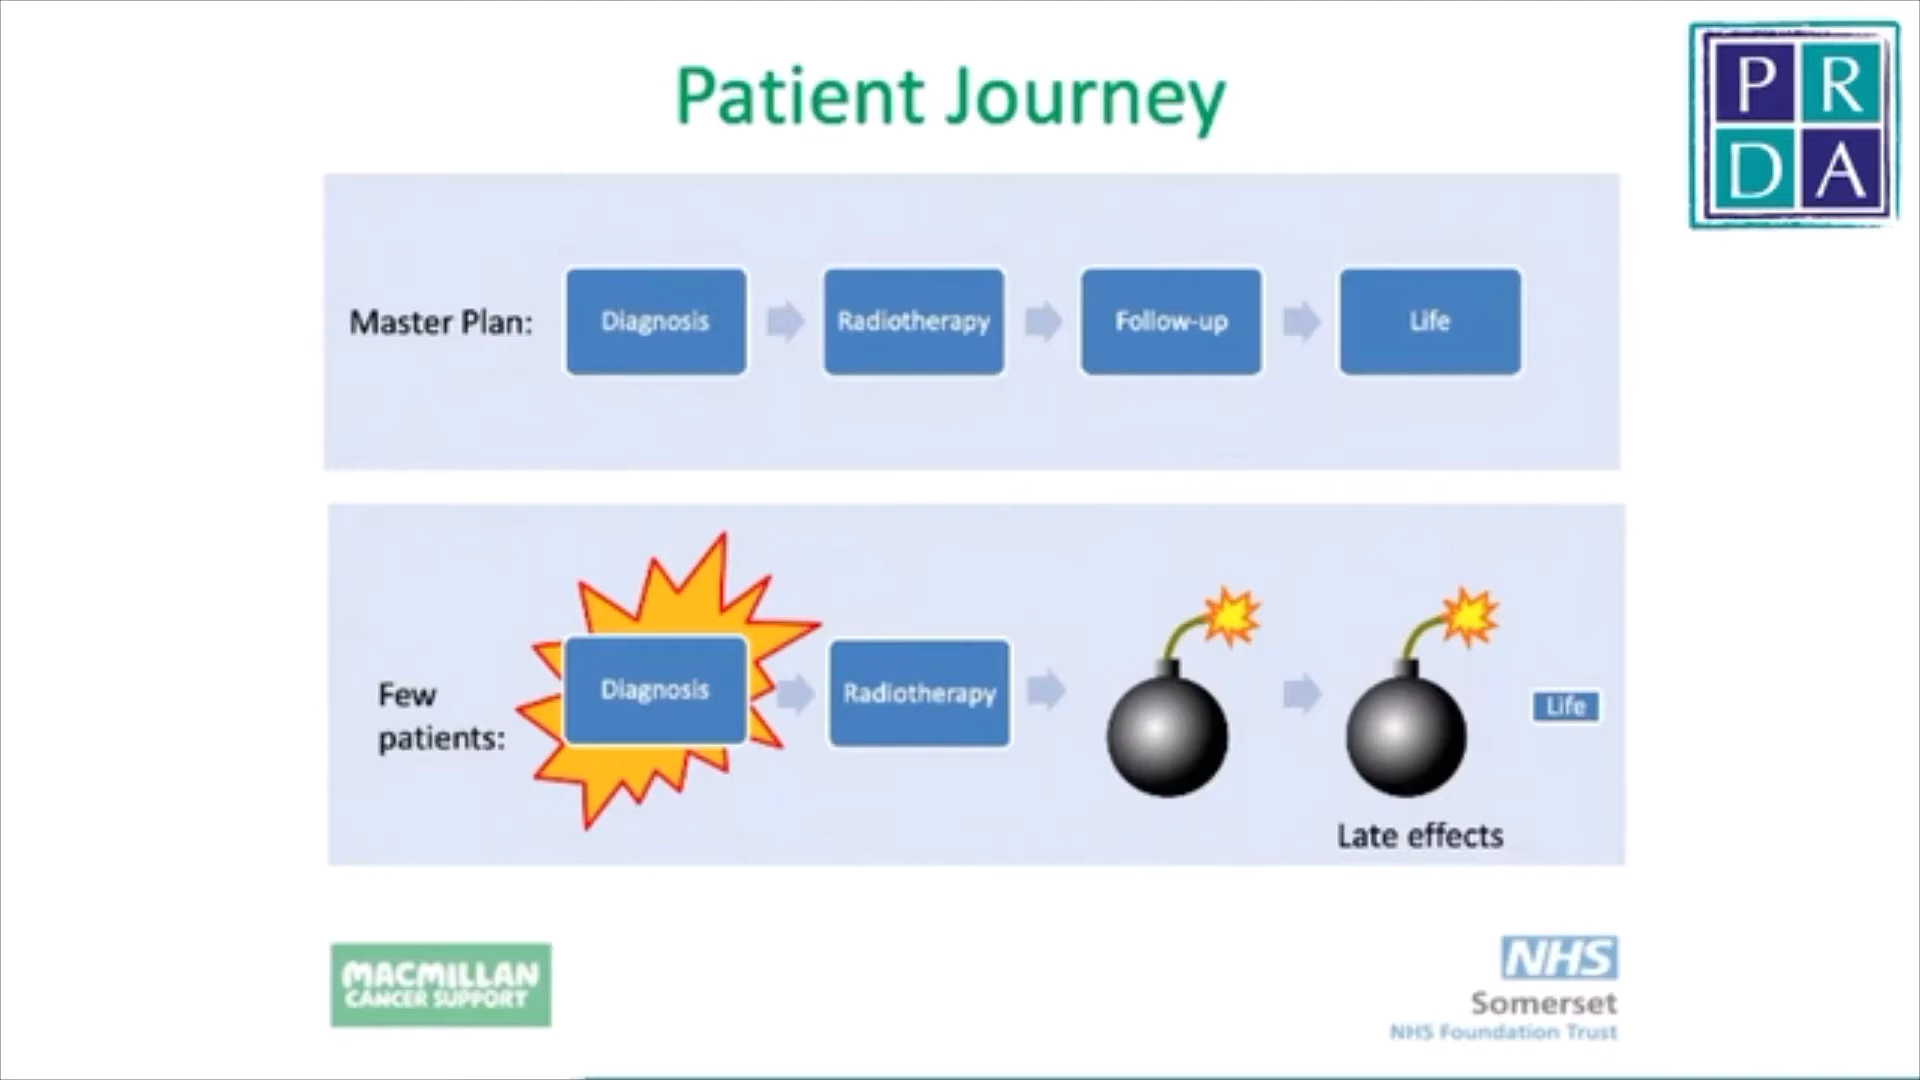 Patient Journey
P R
D A
Master Plan:
Diagnosis
Radiotherapy
Follow-up
Life
Few
patients:
Diagnosis
Radiotherapy
Life
Late effects
MACMILLAN
CANCER SUPPORT
NHS
Somerset
NHS Foundation Trust